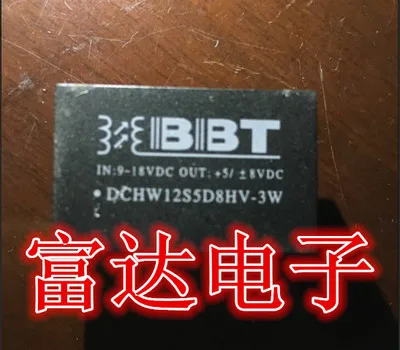 BBT
IN:9-18VDC OUT: +5/ ±8VDC
DCHW12S5D8HV-3W
富达电子